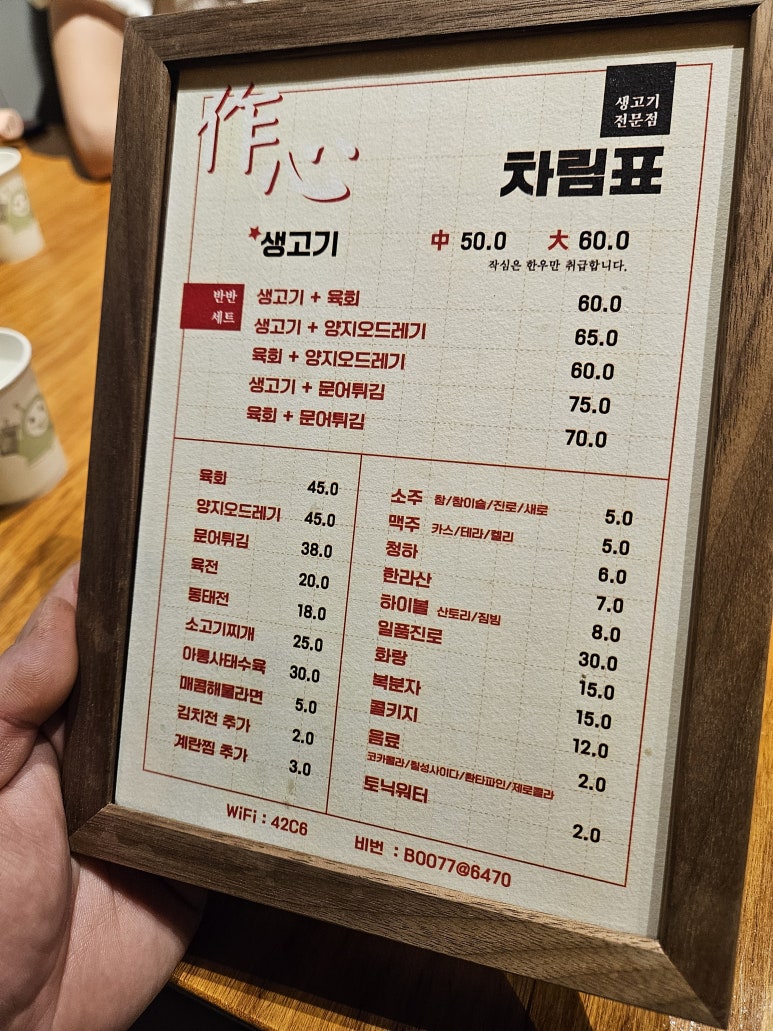 作心
생고기
전문점
차림표
★생고기 中 50.0 大 60.0
작심은 한우만 취급합니다.
반반
세트
생고기 + 육회 60.0
생고기 + 양지오드레기 65.0
육회 + 양지오드레기 60.0
생고기 + 문어튀김 75.0
육회 + 문어튀김 70.0
육회 45.0
양지오드레기 45.0
문어튀김 38.0
육전 20.0
동태전 18.0
소고기찌개 25.0
아롱사태수육 30.0
매콤해물라면 5.0
김치전 추가 2.0
계란찜 추가 3.0
소주 참/참이슬/진로/새로 5.0
맥주 카스/테라/켈리 5.0
청하 6.0
한라산 7.0
하이볼 산토리/짐빔 8.0
일품진로 30.0
화랑 15.0
복분자 15.0
콜키지 12.0
음료 2.0
코카콜라/칠성사이다/환타파인/제로콜라
토닉워터 2.0
WiFi : 42C6
비번 : B0077@6470